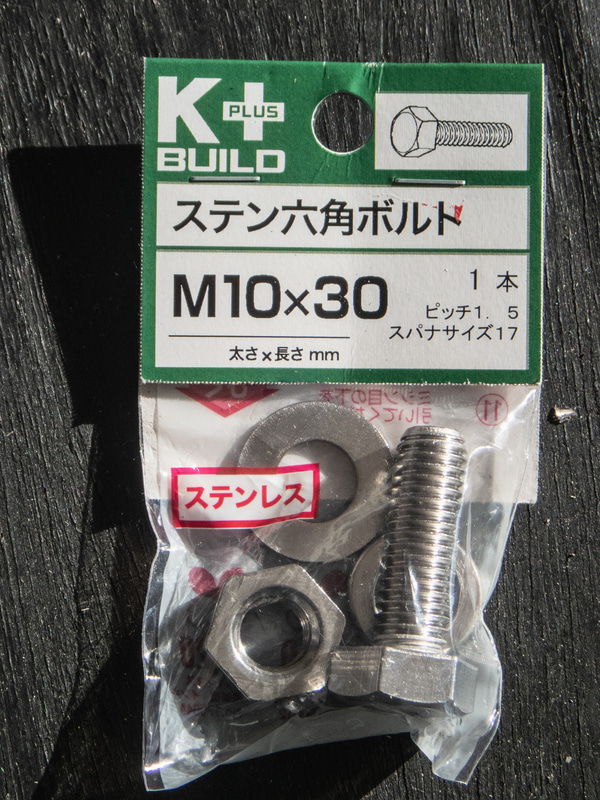 K PLUS
BUILD
ステン六角ボルト
M10×30
1本
ピッチ1. 5
スパナサイズ17
太さ×長さ mm
ステンレス
⑪